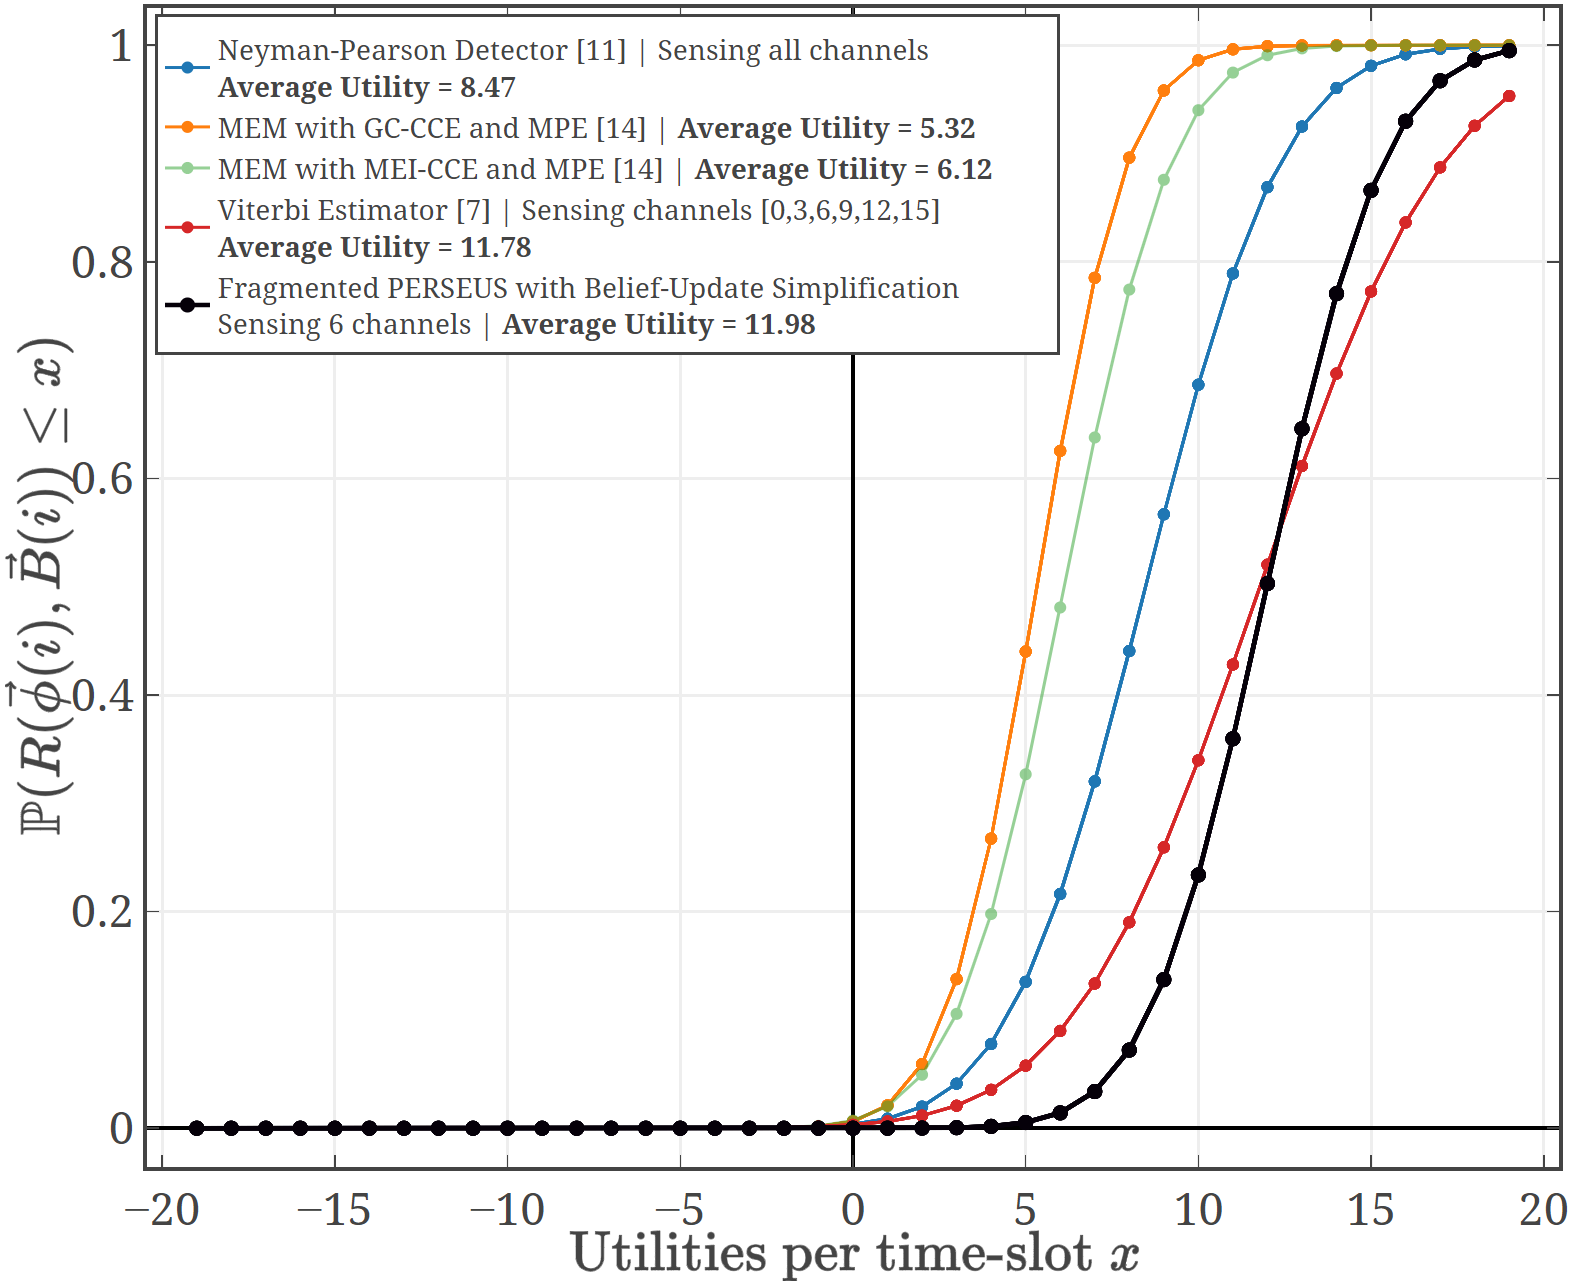 Neyman-Pearson Detector [11] | Sensing all channels
Average Utility = 8.47
MEM with GC-CCE and MPE [14] | Average Utility = 5.32
MEM with MEI-CCE and MPE [14] | Average Utility = 6.12
Viterbi Estimator [7] | Sensing channels [0,3,6,9,12,15]
Average Utility = 11.78
Fragmented PERSEUS with Belief-Update Simplification
Sensing 6 channels | Average Utility = 11.98
ℙ(R(ϕ⃗(i), B⃗(i)) ≤ x)
1
0.8
0.6
0.4
0.2
0
−20 −15 −10 −5 0 5 10 15 20
Utilities per time-slot x